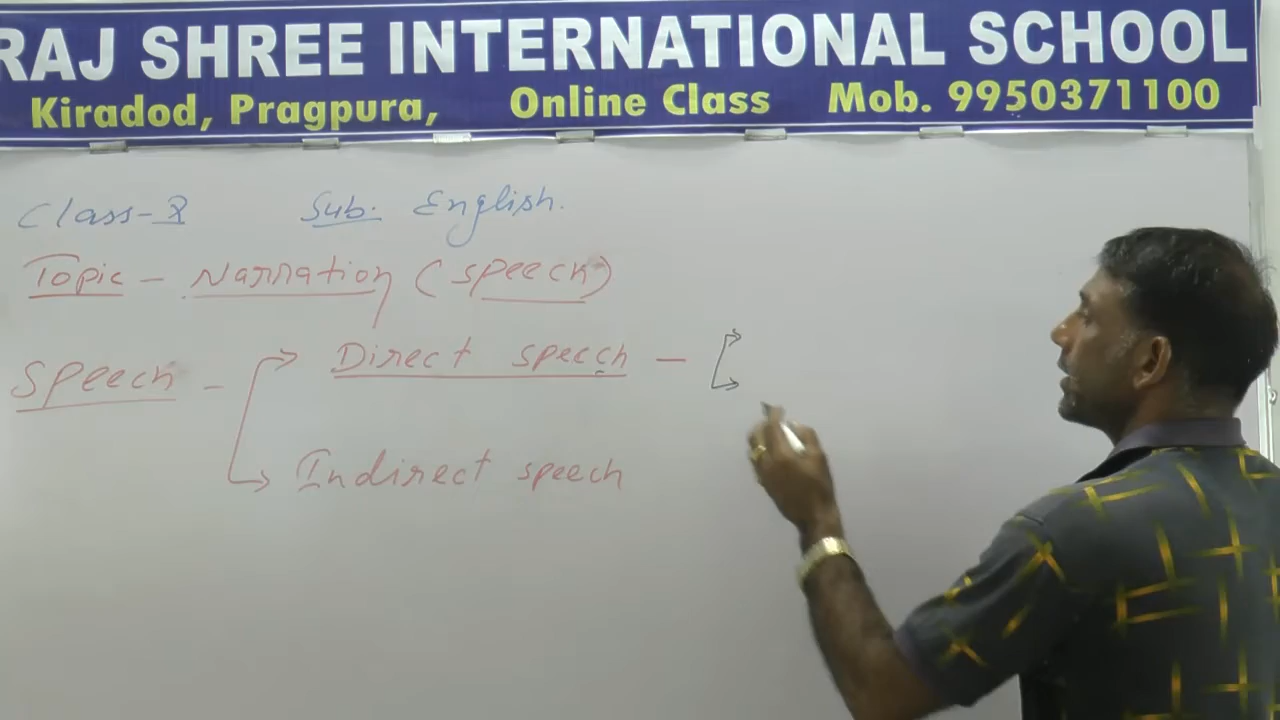 RAJ SHREE INTERNATIONAL SCHOOL
Kiradod, Pragpura, Online Class Mob. 9950371100
Class-X Sub. English.
Topic - Narration (speech)
Speech - Direct speech -
Indirect speech